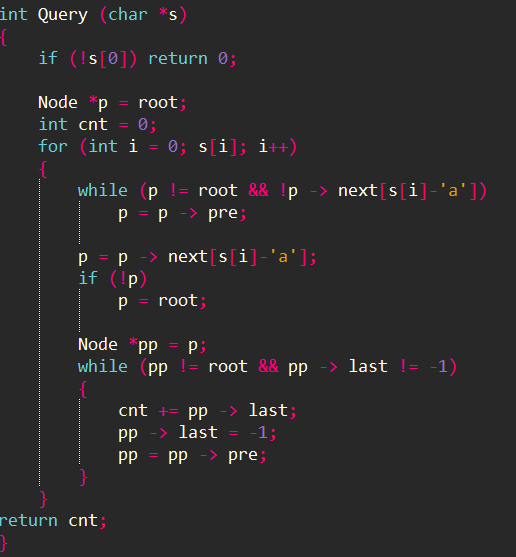 int Query (char *s)
{
    if (!s[0]) return 0;

    Node *p = root;
    int cnt = 0;
    for (int i = 0; s[i]; i++)
    {
        while (p != root && !p -> next[s[i]-'a'])
            p = p -> pre;

        p = p -> next[s[i]-'a'];
        if (!p)
            p = root;

        Node *pp = p;
        while (pp != root && pp -> last != -1)
        {
            cnt += pp -> last;
            pp -> last = -1;
            pp = pp -> pre;
        }
    }
return cnt;
}